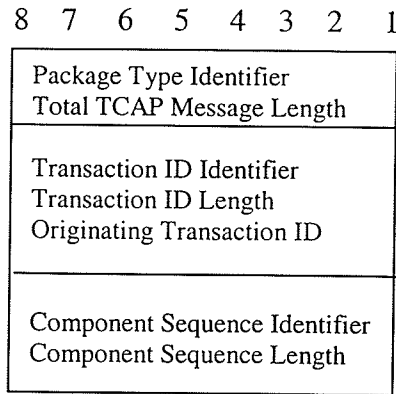 8 7 6 5 4 3 2 1
Package Type Identifier
Total TCAP Message Length
Transaction ID Identifier
Transaction ID Length
Originating Transaction ID
Component Sequence Identifier
Component Sequence Length